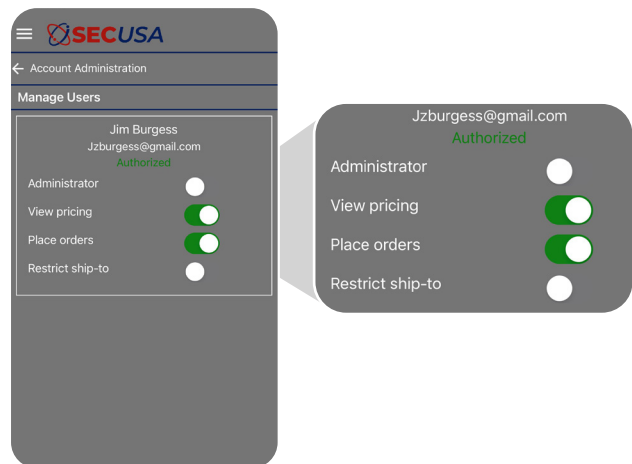 SECUSA
Account Administration
Manage Users
Jim Burgess
Jzburgess@gmail.com
Authorized
Administrator
View pricing
Place orders
Restrict ship-to
Jzburgess@gmail.com
Authorized
Administrator
View pricing
Place orders
Restrict ship-to